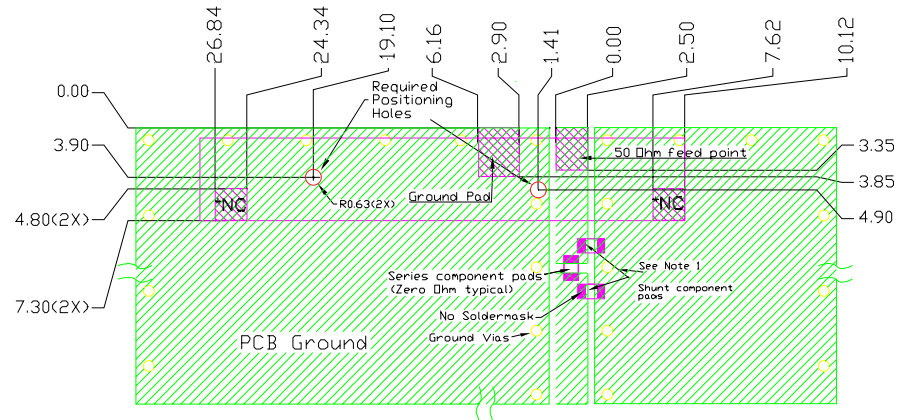 26.84
24.34
19.10
6.16
2.90
1.41
0.00
2.50
7.62
10.12
0.00
Required
Positioning
Holes
3.90
3.35
50 Ohm feed point
3.85
R0.63(2X)
Ground Pad
4.80(2X)
*NC
*NC
4.90
7.30(2X)
Series component pads
(Zero Ohm typical)
See Note 1
Shunt component
pads
No Soldermask
Ground Vias
PCB Ground